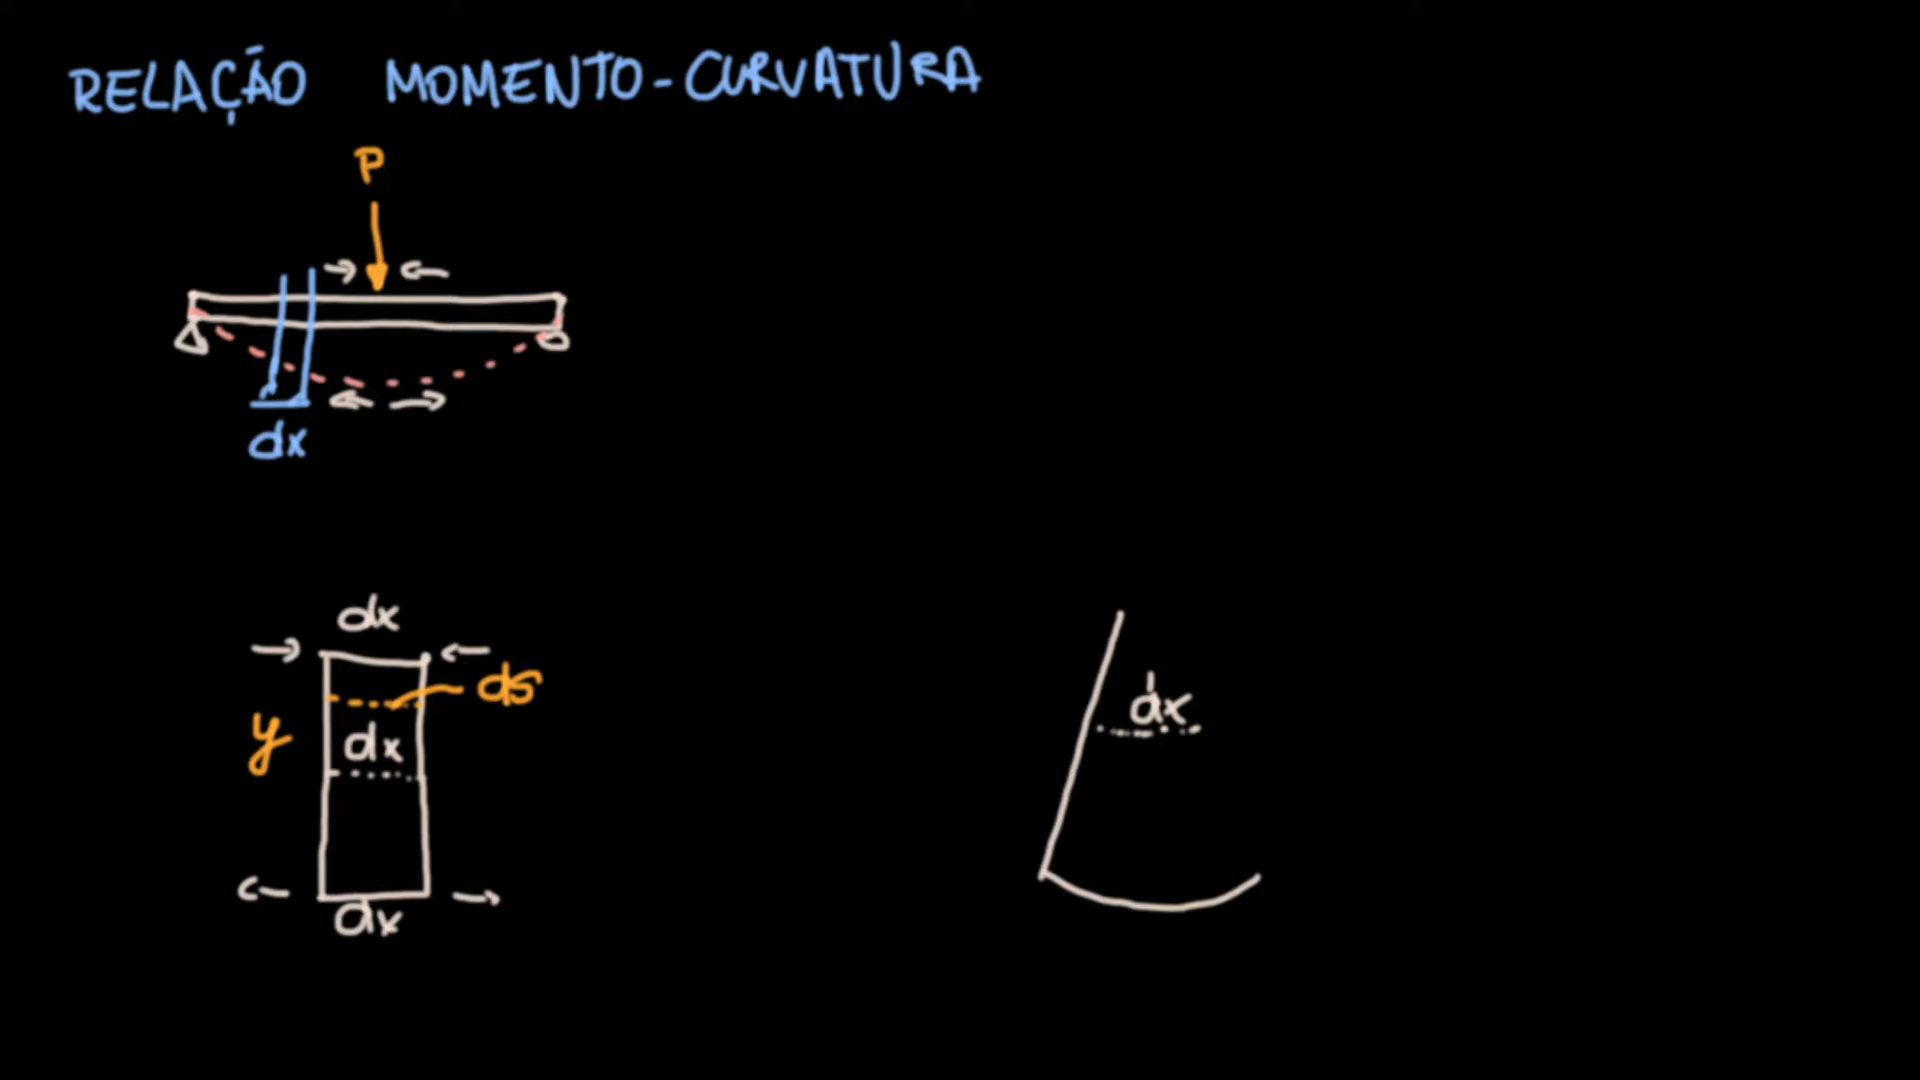 RELAÇÃO MOMENTO-CURVATURA
P
dx
dx
ds
y
dx
dx
dx